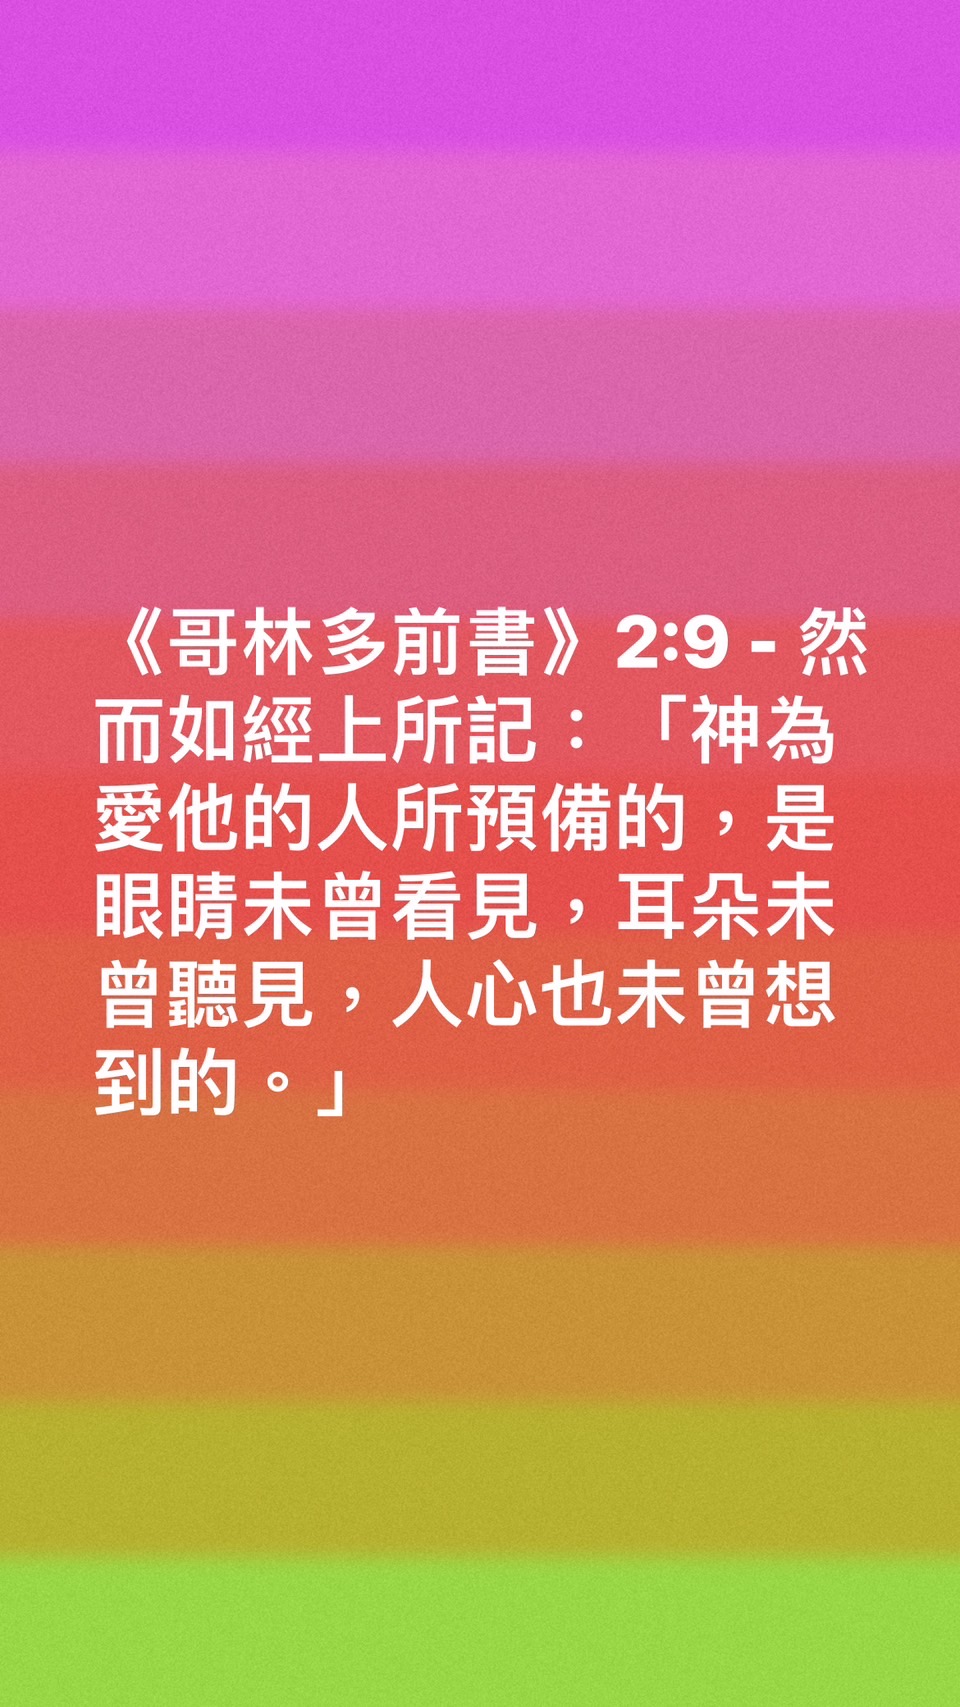 《哥林多前書》2:9 - 然
而如經上所記：「神為
愛他的人所預備的，是
眼睛未曾看見，耳朵未
曾聽見，人心也未曾想
到的。」